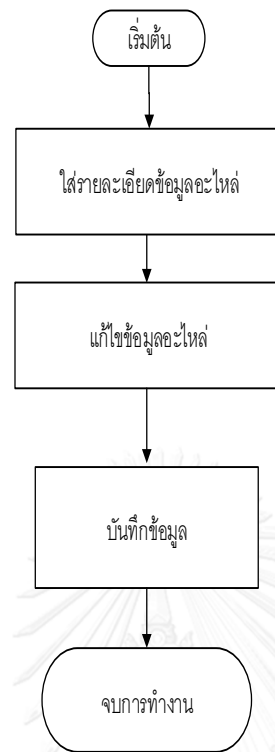 เริ่มต้น
ใส่รายละเอียดข้อมูลอะไหล่
แก้ไขข้อมูลอะไหล่
บันทึกข้อมูล
จบการทำงาน